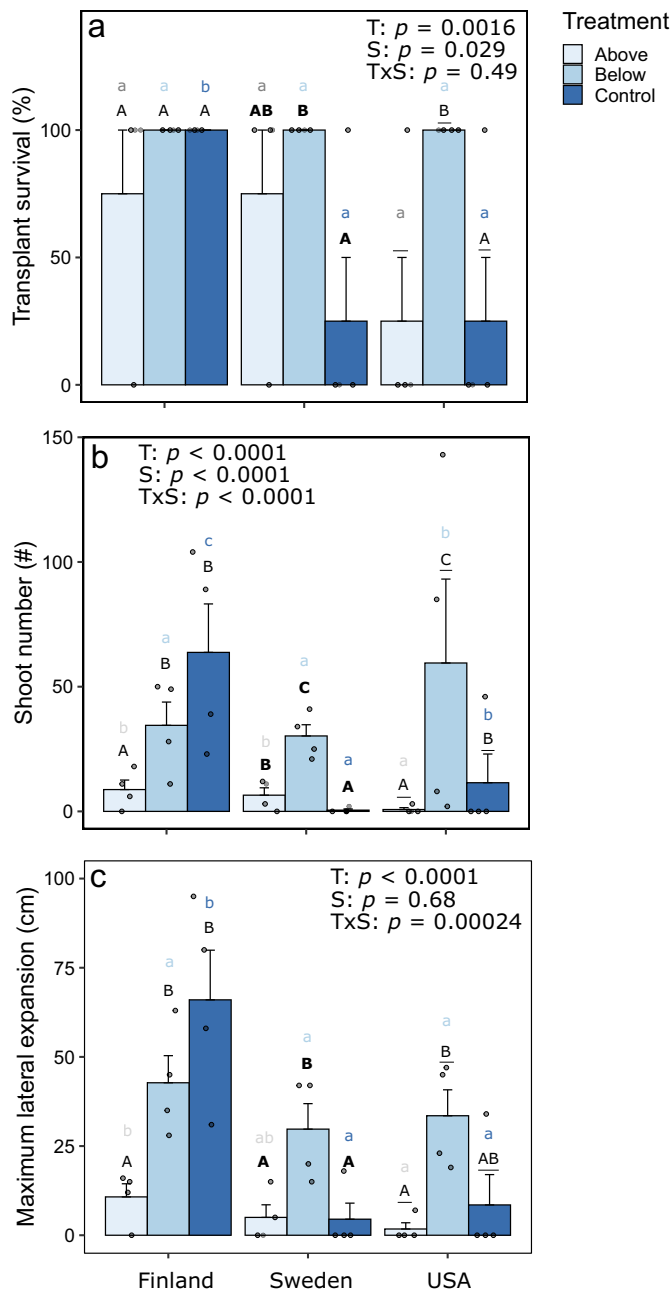 a
T: p = 0.0016
S: p = 0.029
TxS: p = 0.49
Treatment
Above
Below
Control
Transplant survival (%)
100
50
0
a a b a a a
A A A AB B B
a a a
A A
b
T: p < 0.0001
S: p < 0.0001
TxS: p < 0.0001
Shoot number (#)
150
100
50
0
c b
B C
a a
B C
b b a a b
A B A A B
c
T: p < 0.0001
S: p = 0.68
TxS: p = 0.00024
Maximum lateral expansion (cm)
100
75
50
25
0
b
B
a
B
a a
B B
b ab a a a
A A A A AB
Finland Sweden USA